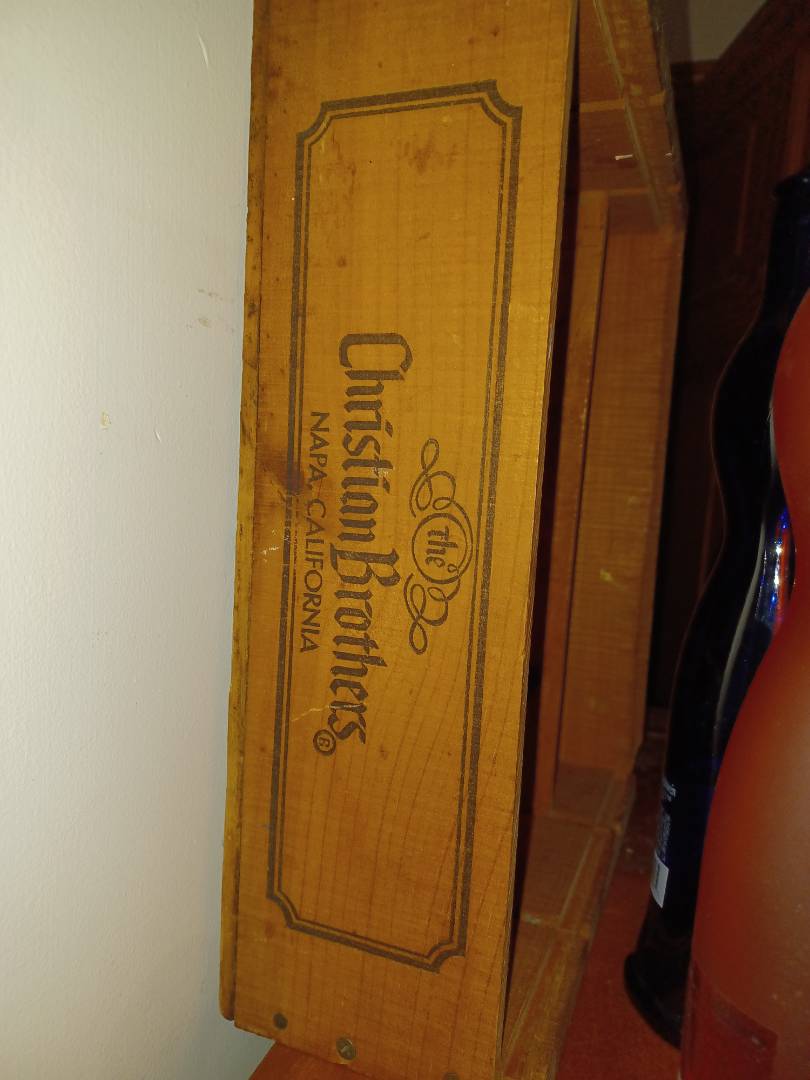 the
Christian Brothers®
NAPA, CALIFORNIA